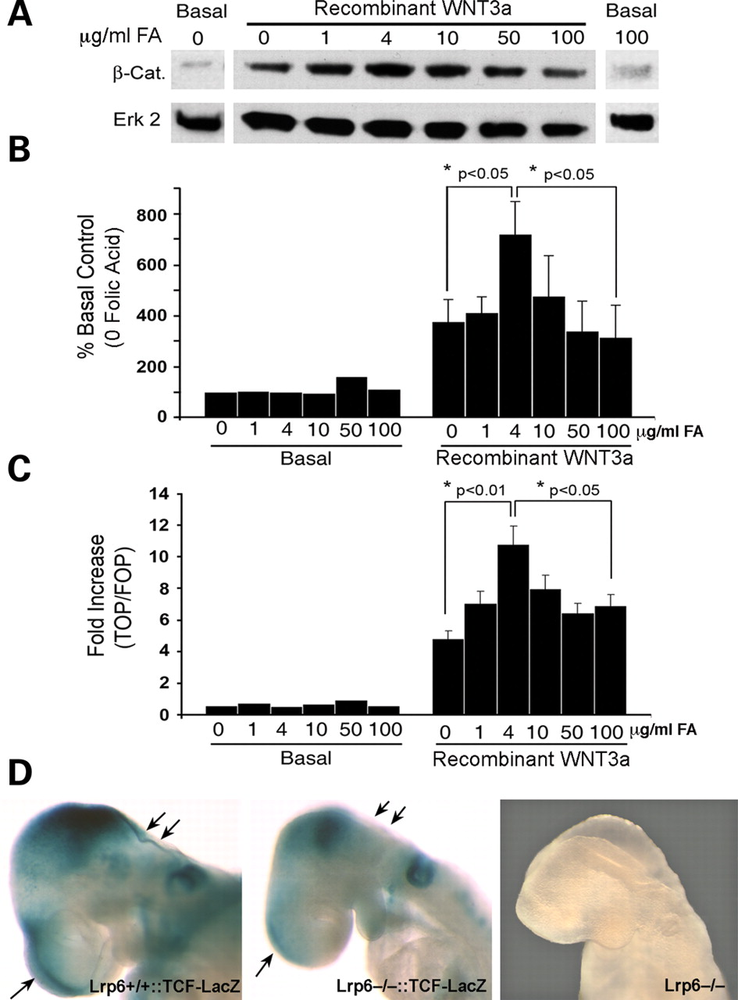 A
Basal Recombinant WNT3a Basal
μg/ml FA 0 0 1 4 10 50 100 100
β-Cat.
Erk 2
B
* p<0.05 * p<0.05
% Basal Control
(0 Folic Acid)
800
600
400
200
0
0 1 4 10 50 100 0 1 4 10 50 100 μg/ml FA
Basal Recombinant WNT3a
C
* p<0.01 * p<0.05
Fold Increase
(TOP/FOP)
14
12
10
8
6
4
2
0
0 1 4 10 50 100 0 1 4 10 50 100 μg/ml FA
Basal Recombinant WNT3a
D
Lrp6+/+::TCF-LacZ Lrp6–/–::TCF-LacZ Lrp6–/–